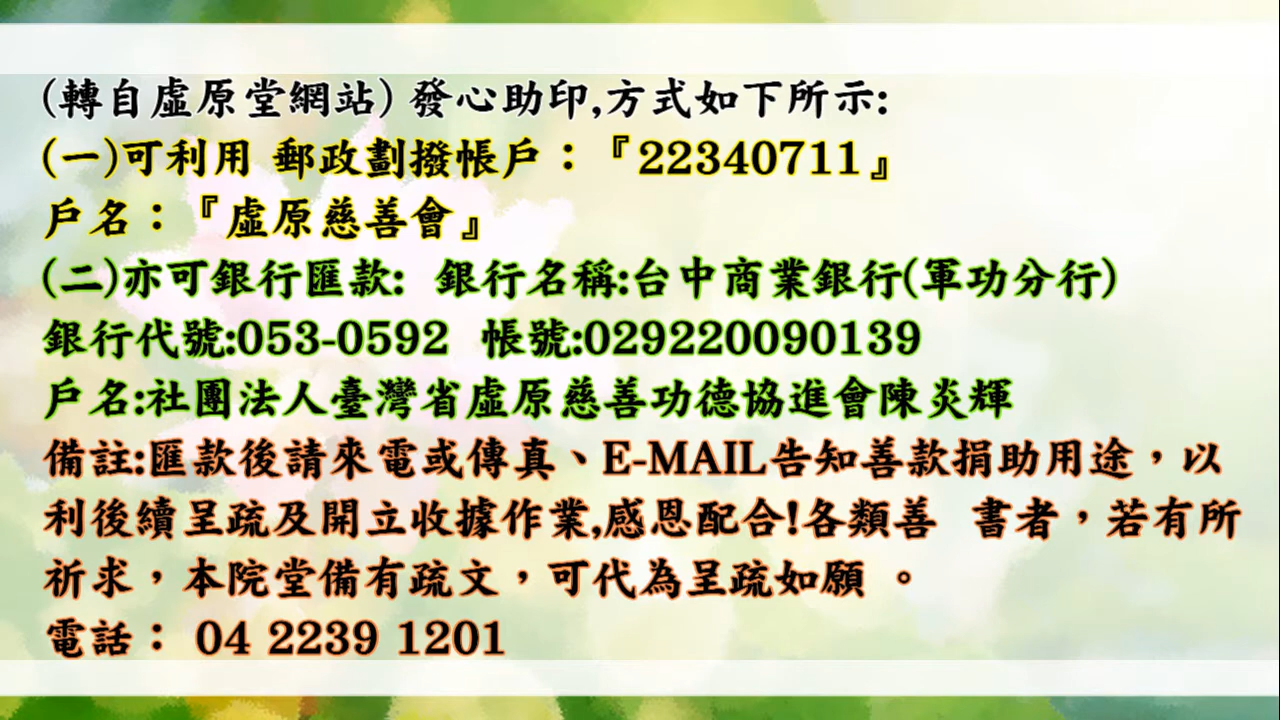 (轉自虛原堂網站) 發心助印,方式如下所示:
(一)可利用 郵政劃撥帳戶：『22340711』
戶名：『虛原慈善會』
(二)亦可銀行匯款: 銀行名稱:台中商業銀行(軍功分行)
銀行代號:053-0592 帳號:029220090139
戶名:社團法人臺灣省虛原慈善功德協進會陳炎輝
備註:匯款後請來電或傳真、E-MAIL告知善款捐助用途，以
利後續呈疏及開立收據作業,感恩配合!各類善 書者，若有所
祈求，本院堂備有疏文，可代為呈疏如願 。
電話： 04 2239 1201